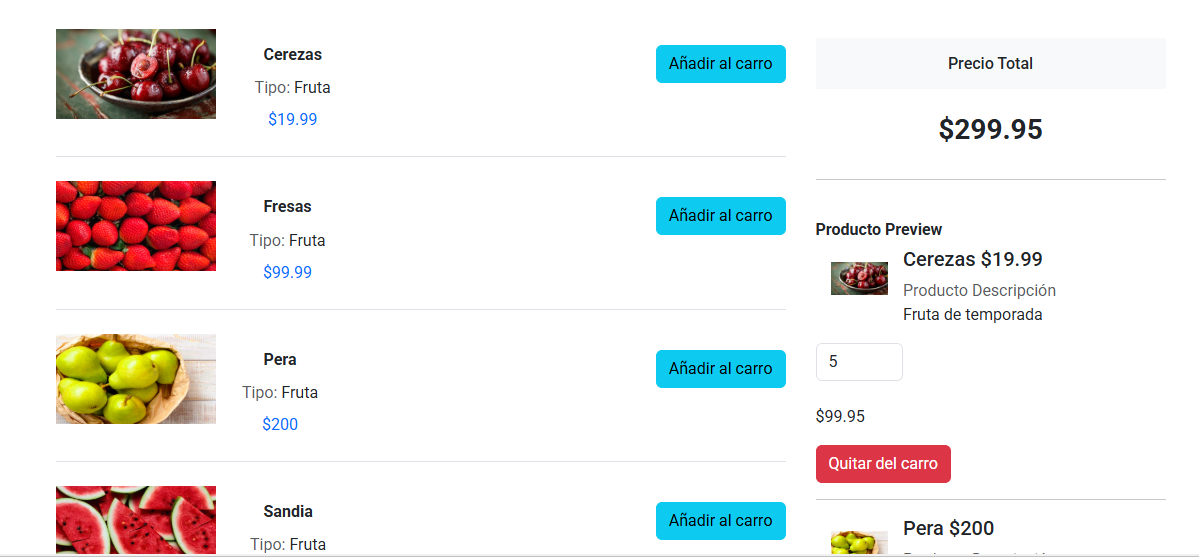 Cerezas
Tipo: Fruta
$19.99
Añadir al carro
Fresas
Tipo: Fruta
$99.99
Añadir al carro
Pera
Tipo: Fruta
$200
Añadir al carro
Sandia
Tipo: Fruta
Añadir al carro
Precio Total
$299.95
Producto Preview
Cerezas $19.99
Producto Descripción
Fruta de temporada
5
$99.95
Quitar del carro
Pera $200